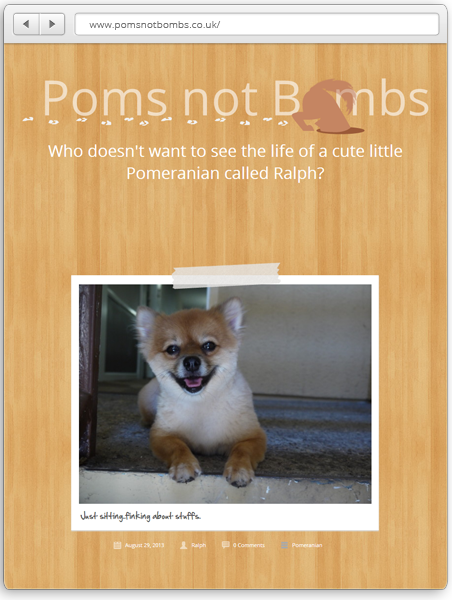 www.pomsnotbombs.co.uk/
Poms not Bombs
Who doesn't want to see the life of a cute little
Pomeranian called Ralph?
Just sitting..finking about stuffs.
August 29, 2013 Ralph 0 Comments Pomeranian